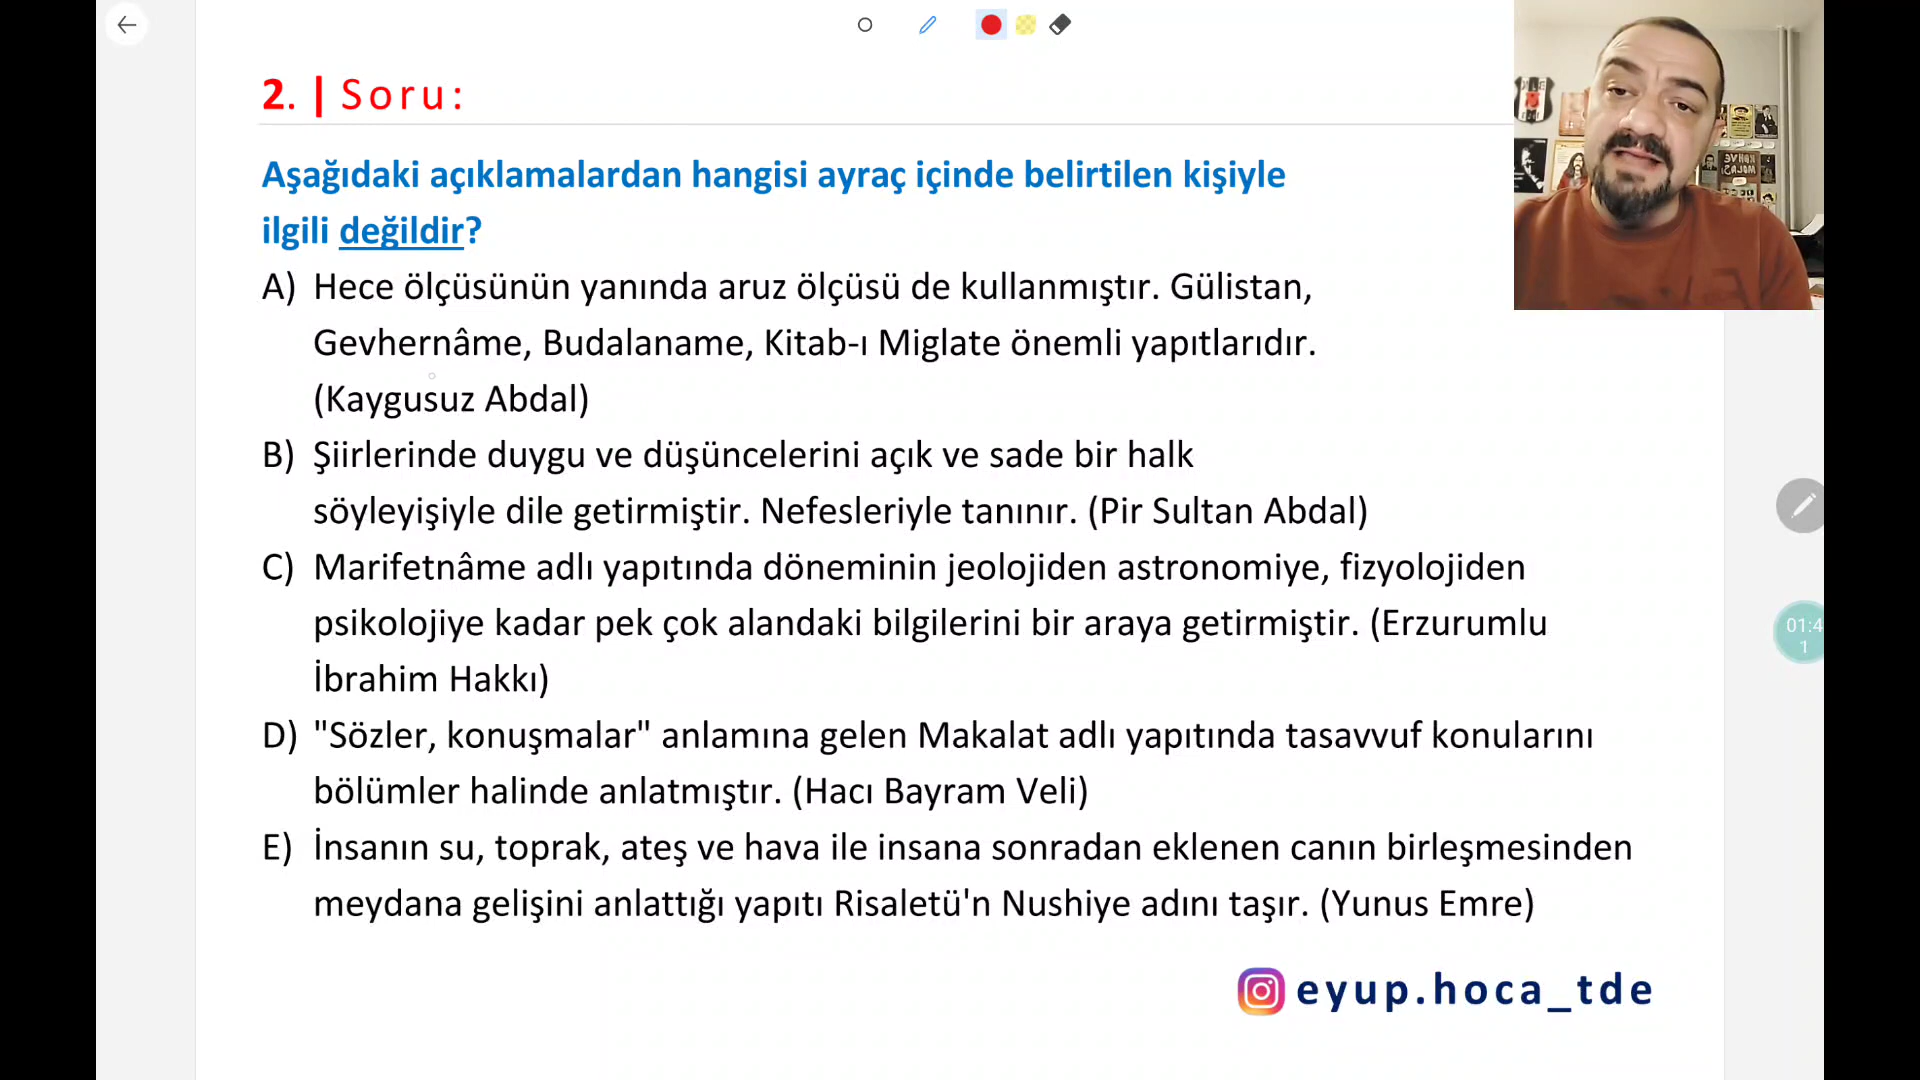 2. | Soru:
Aşağıdaki açıklamalardan hangisi ayraç içinde belirtilen kişiyle
ilgili değildir?
A) Hece ölçüsünün yanında aruz ölçüsü de kullanmıştır. Gülistan,
Gevhernâme, Budalaname, Kitab-ı Miglate önemli yapıtlarıdır.
(Kaygusuz Abdal)
B) Şiirlerinde duygu ve düşüncelerini açık ve sade bir halk
söyleyişiyle dile getirmiştir. Nefesleriyle tanınır. (Pir Sultan Abdal)
C) Marifetnâme adlı yapıtında döneminin jeolojiden astronomiye, fizyolojiden
psikolojiye kadar pek çok alandaki bilgilerini bir araya getirmiştir. (Erzurumlu
İbrahim Hakkı)
D) "Sözler, konuşmalar" anlamına gelen Makalat adlı yapıtında tasavvuf konularını
bölümler halinde anlatmıştır. (Hacı Bayram Veli)
E) İnsanın su, toprak, ateş ve hava ile insana sonradan eklenen canın birleşmesinden
meydana gelişini anlattığı yapıtı Risaletü'n Nushiye adını taşır. (Yunus Emre)
eyup.hoca_tde
01:4
1